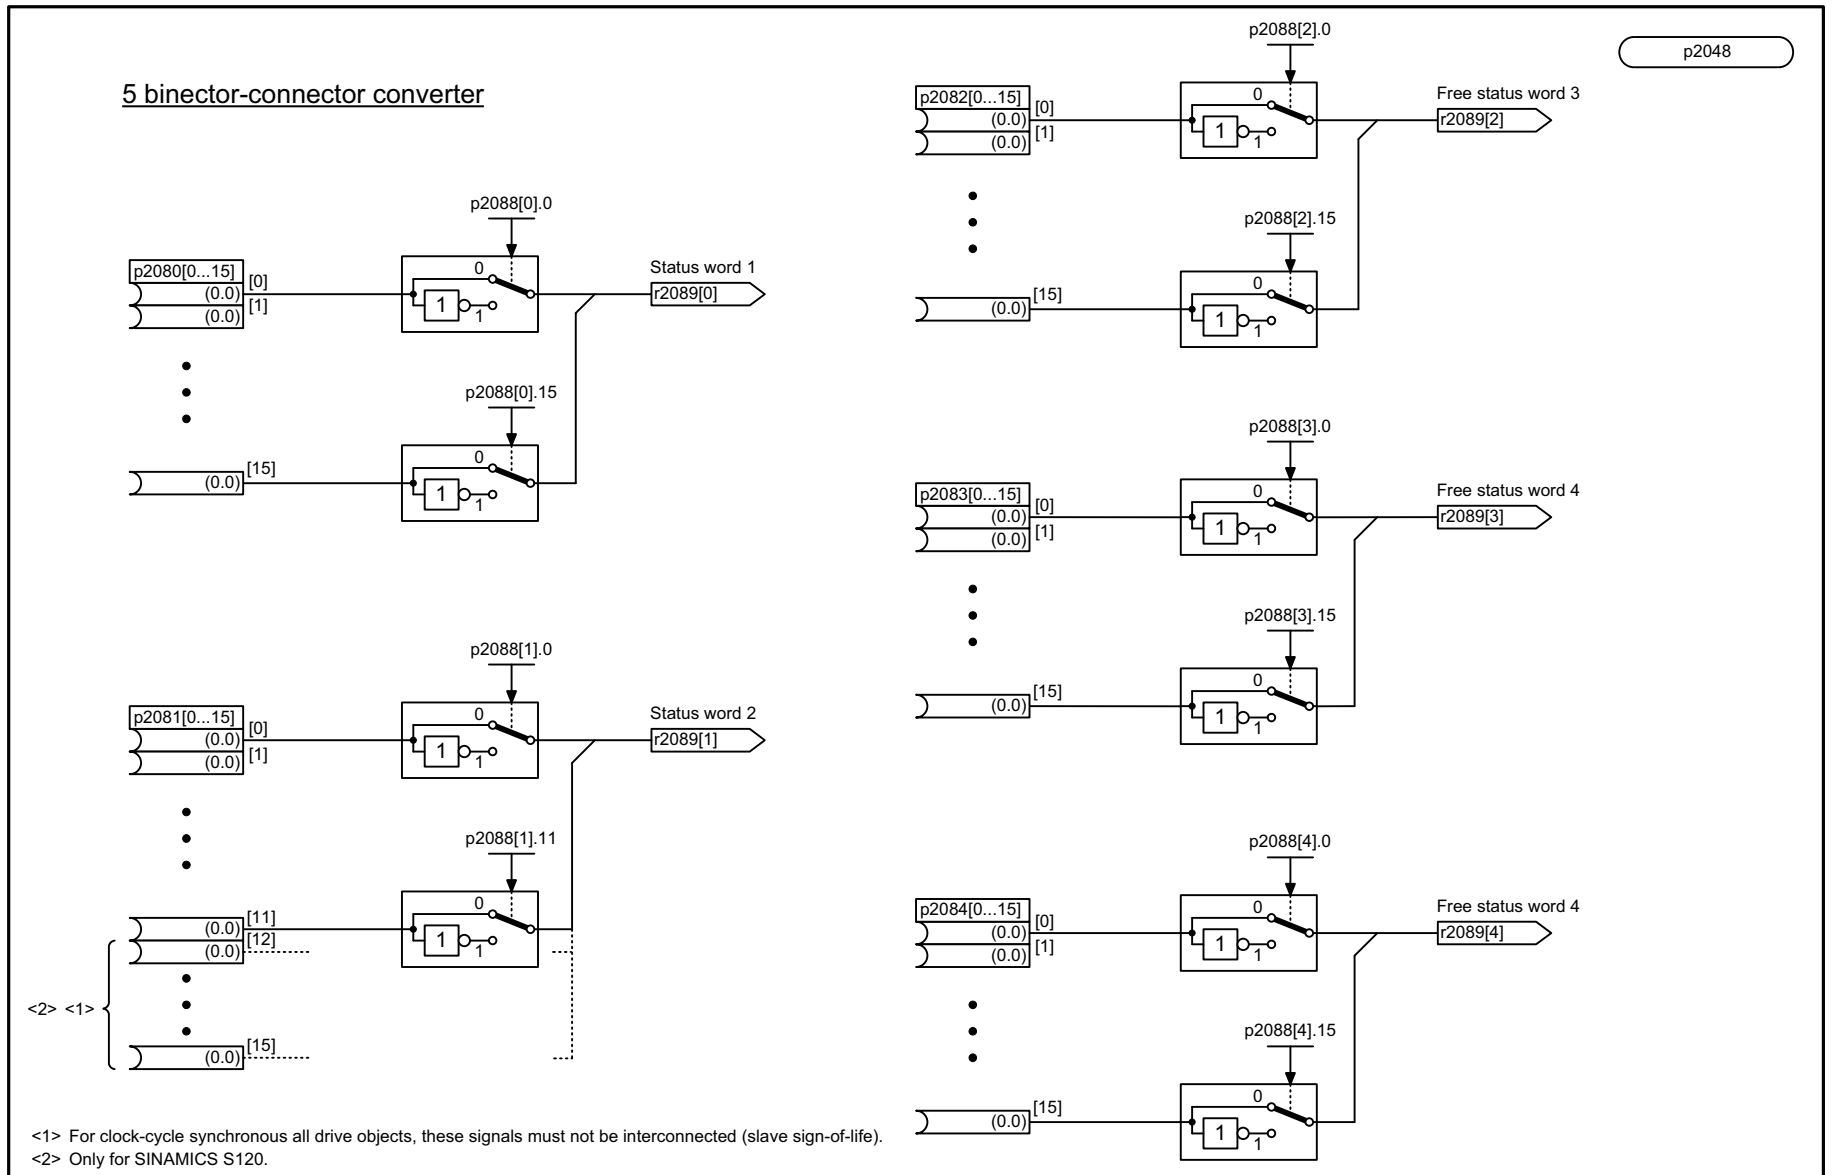 5 binector-connector converter
p2048
p2088[0].0
p2080[0...15]
[0]
(0.0)
[1]
(0.0)
0
1
1
Status word 1
r2089[0]
p2088[0].15
[15]
(0.0)
0
1
1
p2088[1].0
p2081[0...15]
[0]
(0.0)
[1]
(0.0)
0
1
1
Status word 2
r2089[1]
p2088[1].11
[11]
(0.0)
[12]
(0.0)
0
1
1
<2> <1>
[15]
(0.0)
<1> For clock-cycle synchronous all drive objects, these signals must not be interconnected (slave sign-of-life).
<2> Only for SINAMICS S120.
p2088[2].0
p2082[0...15]
[0]
(0.0)
[1]
(0.0)
0
1
1
Free status word 3
r2089[2]
p2088[2].15
[15]
(0.0)
0
1
1
p2088[3].0
p2083[0...15]
[0]
(0.0)
[1]
(0.0)
0
1
1
Free status word 4
r2089[3]
p2088[3].15
[15]
(0.0)
0
1
1
p2088[4].0
p2084[0...15]
[0]
(0.0)
[1]
(0.0)
0
1
1
Free status word 4
r2089[4]
p2088[4].15
[15]
(0.0)
0
1
1